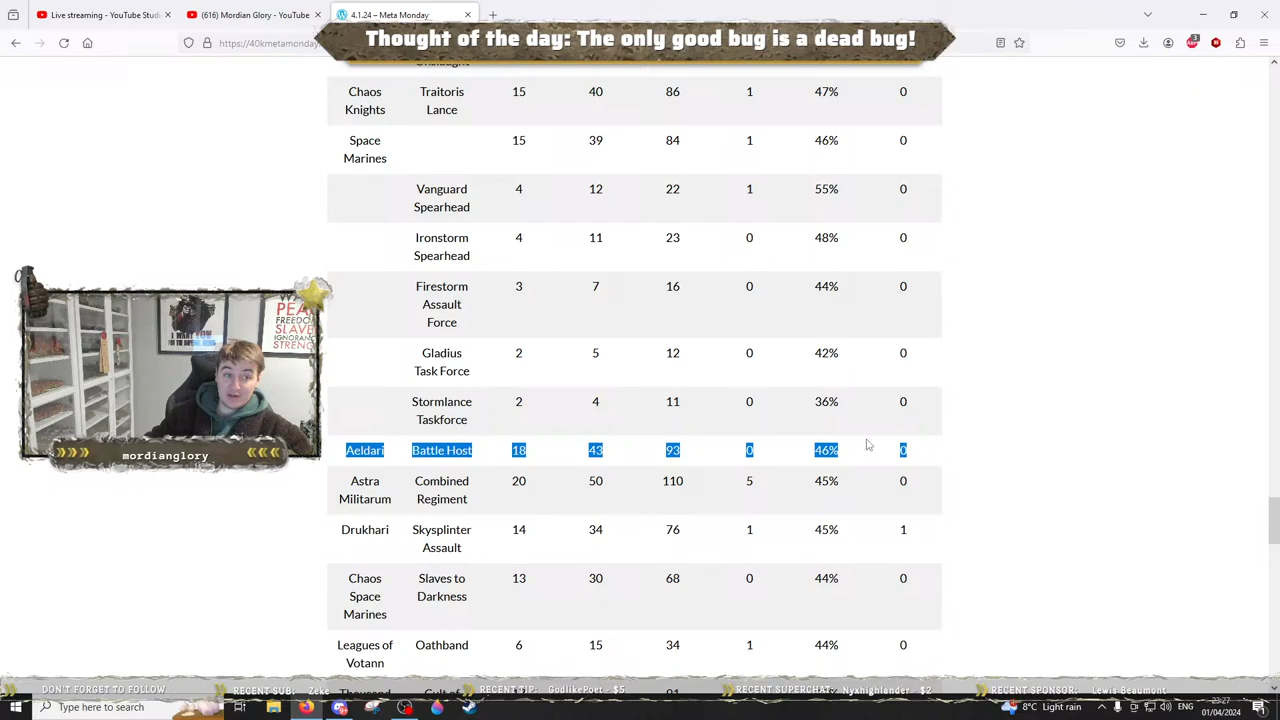 Live streaming - YouTube Stud
(616) Mordian Glory - YouTube
4.1.24 – Meta Monday
https://40kmetamonday
Thought of the day: The only good bug is a dead bug!
Chaos Knights Traitoris Lance 15 40 86 1 47% 0
Space Marines 15 39 84 1 46% 0
Vanguard Spearhead 4 12 22 1 55% 0
Ironstorm Spearhead 4 11 23 0 48% 0
Firestorm Assault Force 3 7 16 0 44% 0
Gladius Task Force 2 5 12 0 42% 0
Stormlance Taskforce 2 4 11 0 36% 0
Aeldari Battle Host 18 43 93 0 46% 0
Astra Militarum Combined Regiment 20 50 110 5 45% 0
Drukhari Skysplinter Assault 14 34 76 1 45% 1
Chaos Space Marines Slaves to Darkness 13 30 68 0 44% 0
Leagues of Votann Oathband 6 15 34 1 44% 0
mordianglory
DON'T FORGET TO FOLLOW
RECENT SUB: Zeke
RECENT TIP: GodlikePoet - $5
RECENT SUPERCHAT: Nyxhighlander - $2
RECENT SPONSOR: Lewis Beaumont
Type here to search
8°C Light rain
ENG
01/04/2024